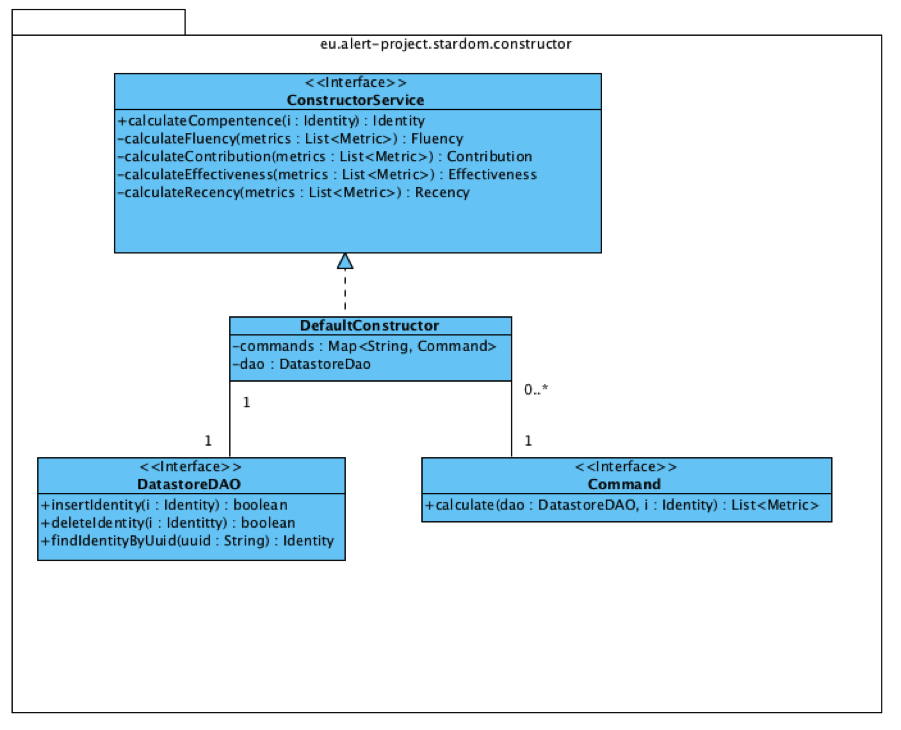 eu.alert-project.stardom.constructor
<<Interface>>
ConstructorService
+calculateCompentence(i : Identity) : Identity
-calculateFluency(metrics : List<Metric>) : Fluency
-calculateContribution(metrics : List<Metric>) : Contribution
-calculateEffectiveness(metrics : List<Metric>) : Effectiveness
-calculateRecency(metrics : List<Metric>) : Recency
DefaultConstructor
-commands : Map<String, Command>
-dao : DatastoreDao
1
0..*
1
1
<<Interface>>
DatastoreDAO
+insertIdentity(i : Identity) : boolean
+deleteIdentity(i : Identitty) : boolean
+findIdentityByUuid(uuid : String) : Identity
<<Interface>>
Command
+calculate(dao : DatastoreDAO, i : Identity) : List<Metric>